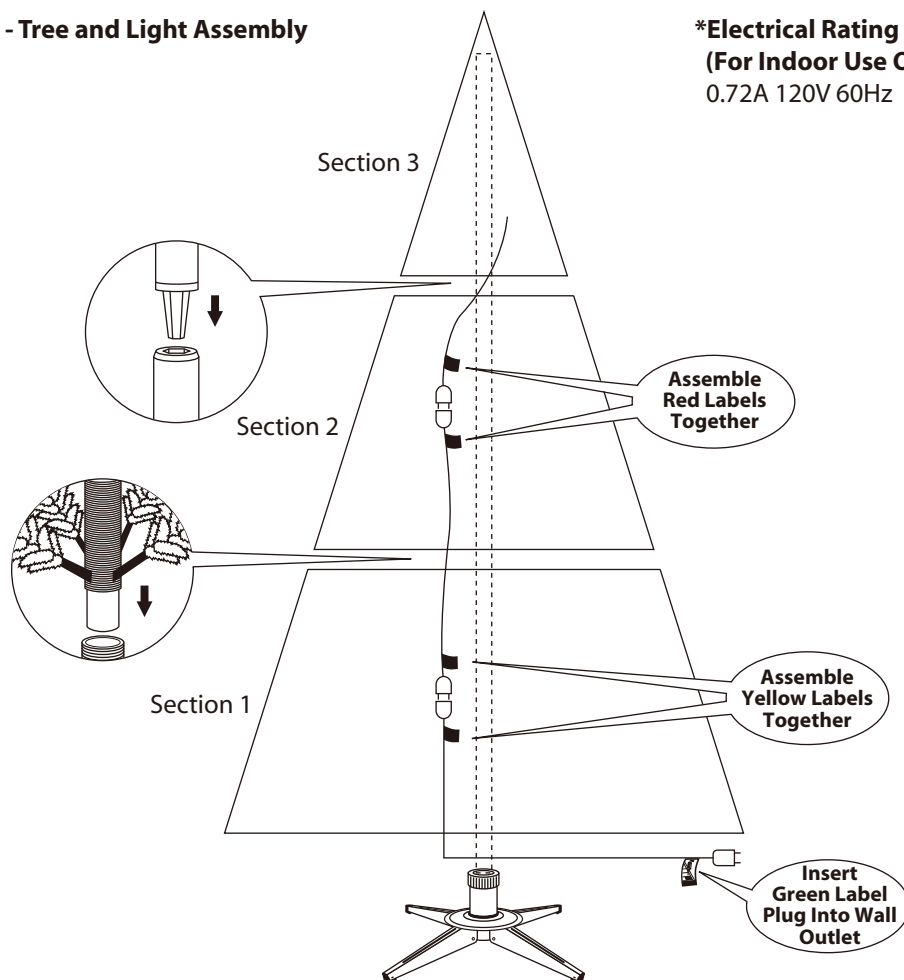 - Tree and Light Assembly
*Electrical Rating
(For Indoor Use O
0.72A 120V 60Hz
Section 3
Assemble
Red Labels
Together
Section 2
Assemble
Yellow Labels
Together
Section 1
Insert
Green Label
Plug Into Wall
Outlet